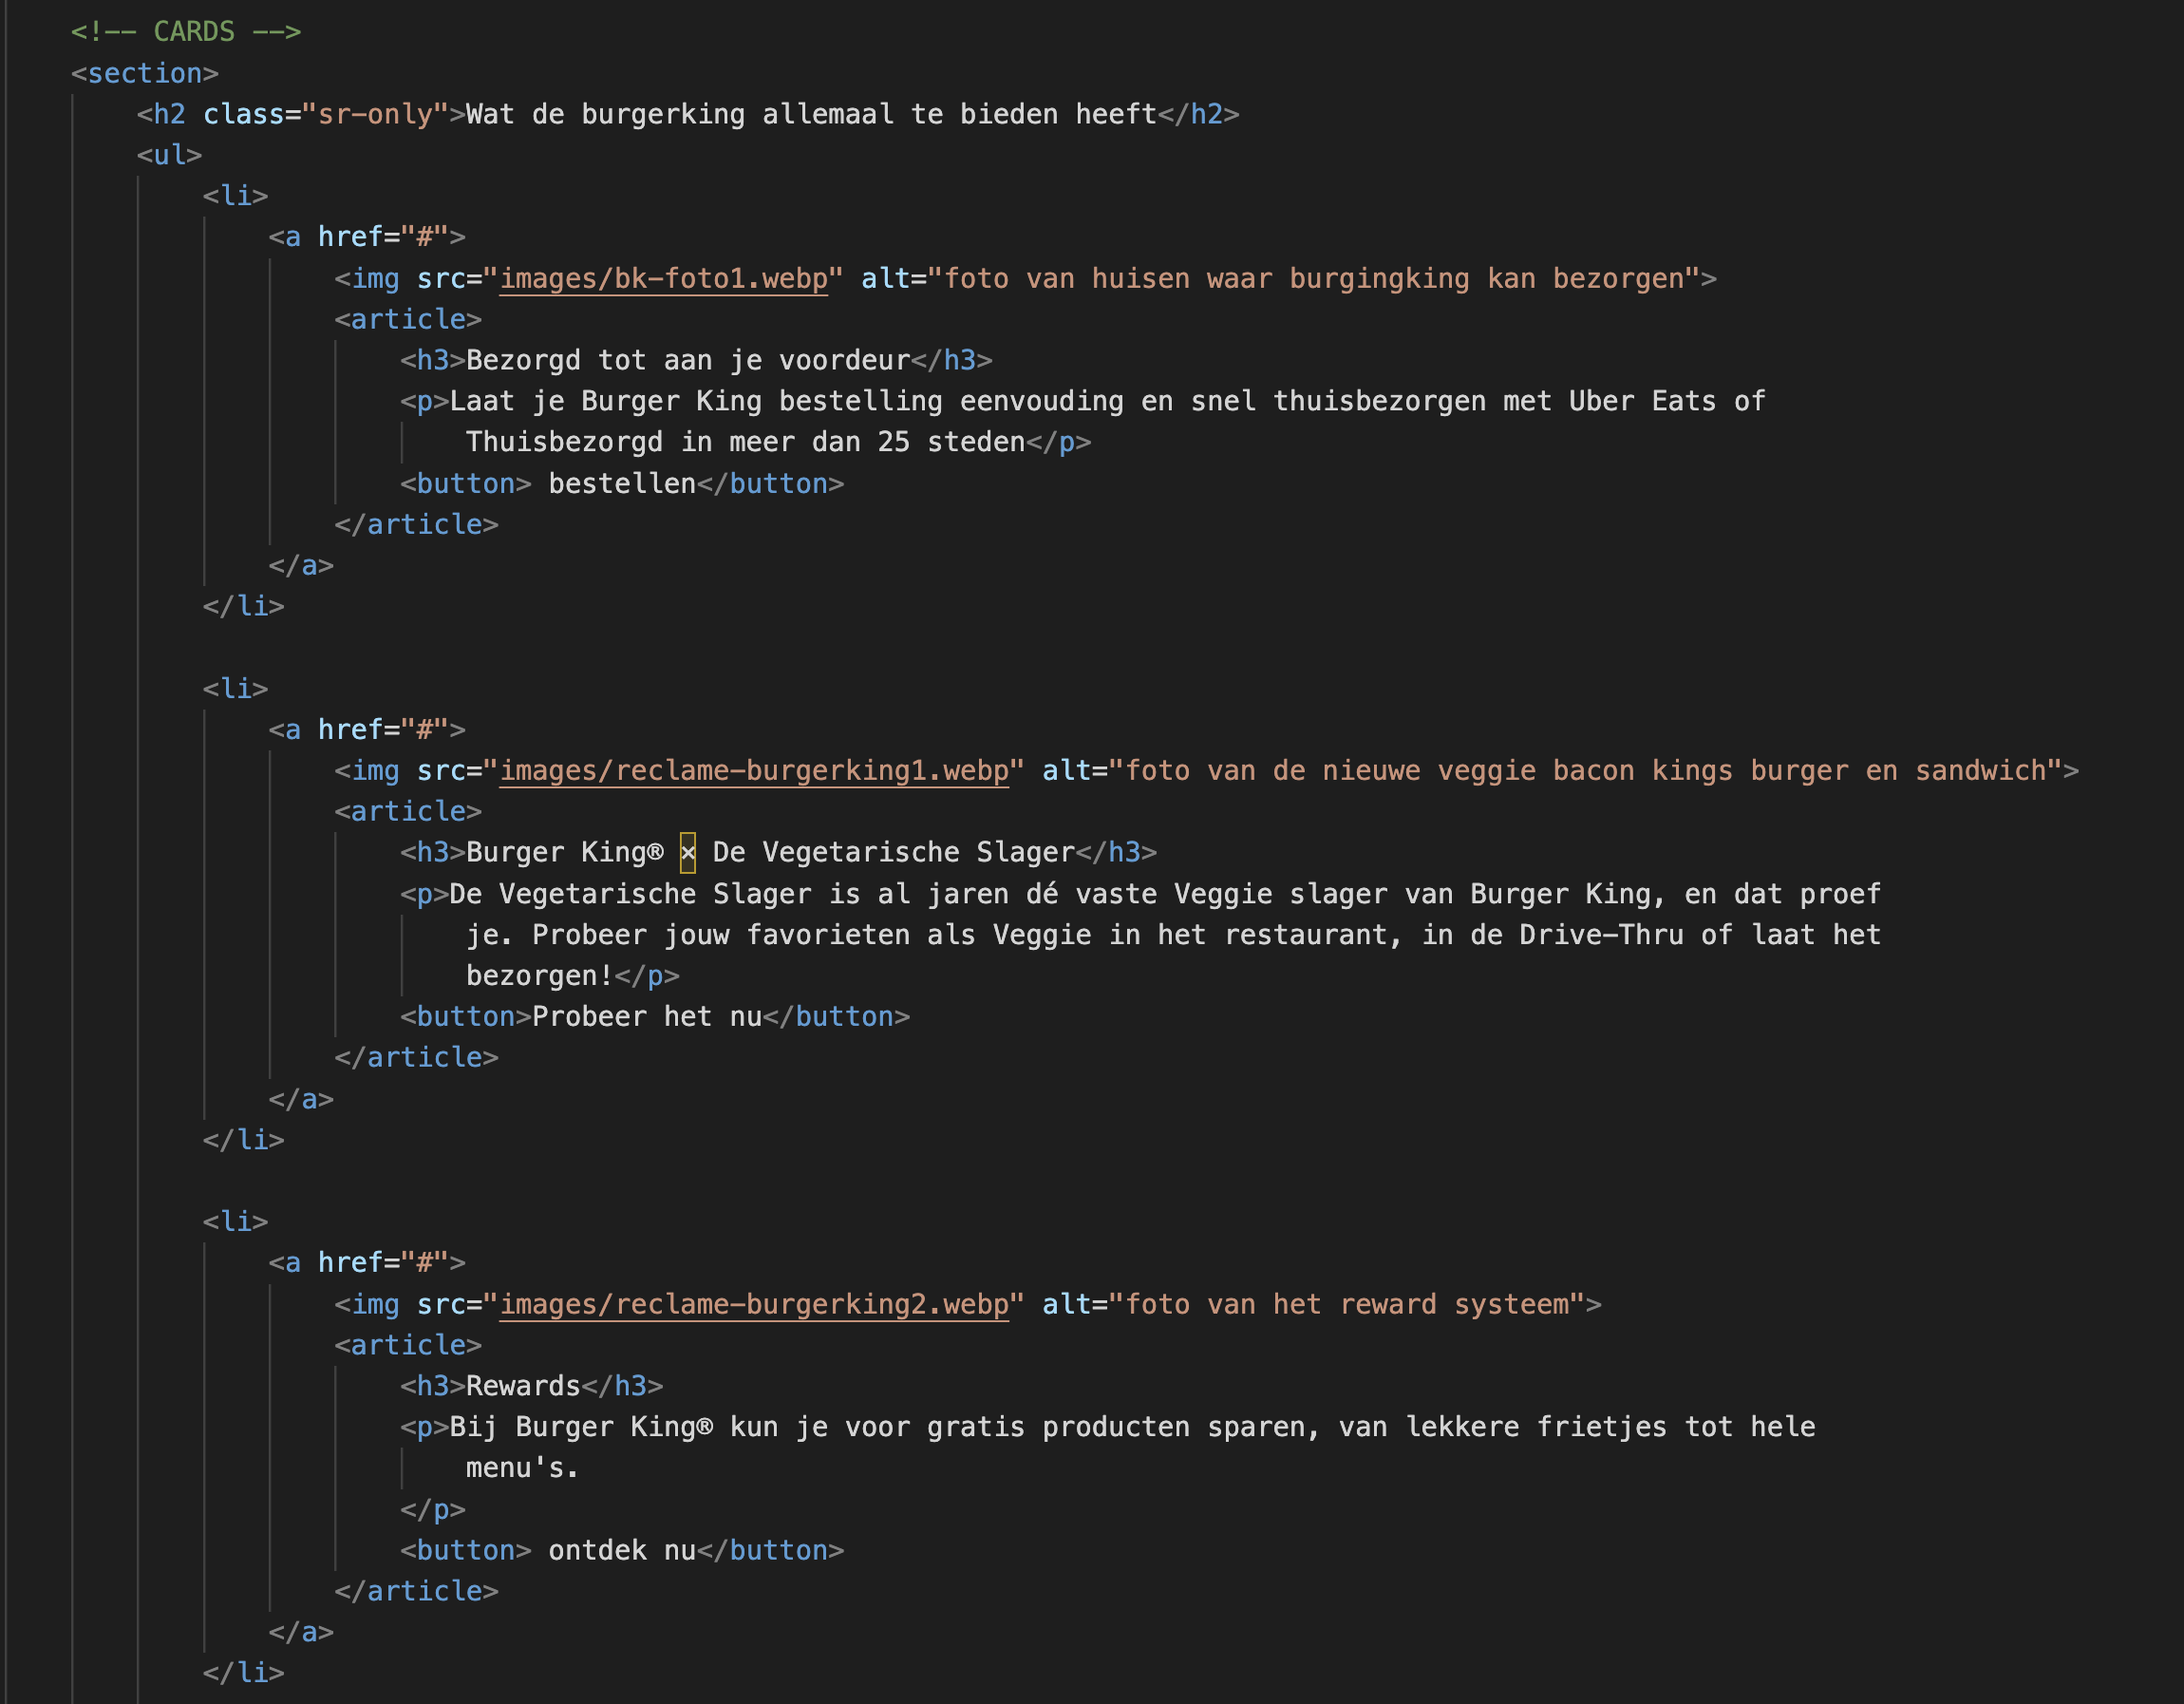 <!-- CARDS -->
<section>
    <h2 class="sr-only">Wat de burgerking allemaal te bieden heeft</h2>
    <ul>
        <li>
            <a href="#">
                <img src="images/bk-foto1.webp" alt="foto van huisen waar burgingking kan bezorgen">
                <article>
                    <h3>Bezorgd tot aan je voordeur</h3>
                    <p>Laat je Burger King bestelling eenvouding en snel thuisbezorgen met Uber Eats of
                        Thuisbezorgd in meer dan 25 steden</p>
                    <button> bestellen</button>
                </article>
            </a>
        </li>

        <li>
            <a href="#">
                <img src="images/reclame-burgerking1.webp" alt="foto van de nieuwe veggie bacon kings burger en sandwich">
                <article>
                    <h3>Burger King® × De Vegetarische Slager</h3>
                    <p>De Vegetarische Slager is al jaren dé vaste Veggie slager van Burger King, en dat proef
                        je. Probeer jouw favorieten als Veggie in het restaurant, in de Drive-Thru of laat het
                        bezorgen!</p>
                    <button>Probeer het nu</button>
                </article>
            </a>
        </li>

        <li>
            <a href="#">
                <img src="images/reclame-burgerking2.webp" alt="foto van het reward systeem">
                <article>
                    <h3>Rewards</h3>
                    <p>Bij Burger King® kun je voor gratis producten sparen, van lekkere frietjes tot hele
                        menu's.
                    </p>
                    <button> ontdek nu</button>
                </article>
            </a>
        </li>